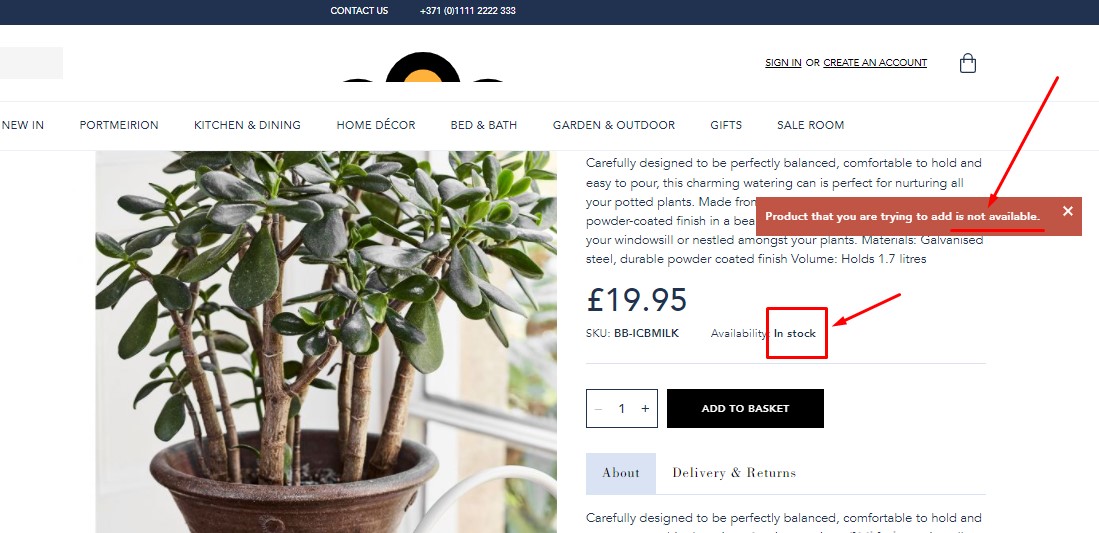 CONTACT US +371 (0)1111 2222 333
SIGN IN OR CREATE AN ACCOUNT
NEW IN PORTMEIRION KITCHEN & DINING HOME DÉCOR BED & BATH GARDEN & OUTDOOR GIFTS SALE ROOM
Carefully designed to be perfectly balanced, comfortable to hold and
easy to pour, this charming watering can is perfect for nurturing all
your potted plants. Made from
powder-coated finish in a
your windowsill or nestled amongst your plants. Materials: Galvanised
steel, durable powder coated finish Volume: Holds 1.7 litres
Product that you are trying to add is not available. ×
£19.95
SKU: BB-ICBMILK Availability In stock
– 1 + ADD TO BASKET
About Delivery & Returns
Carefully designed to be perfectly balanced, comfortable to hold and